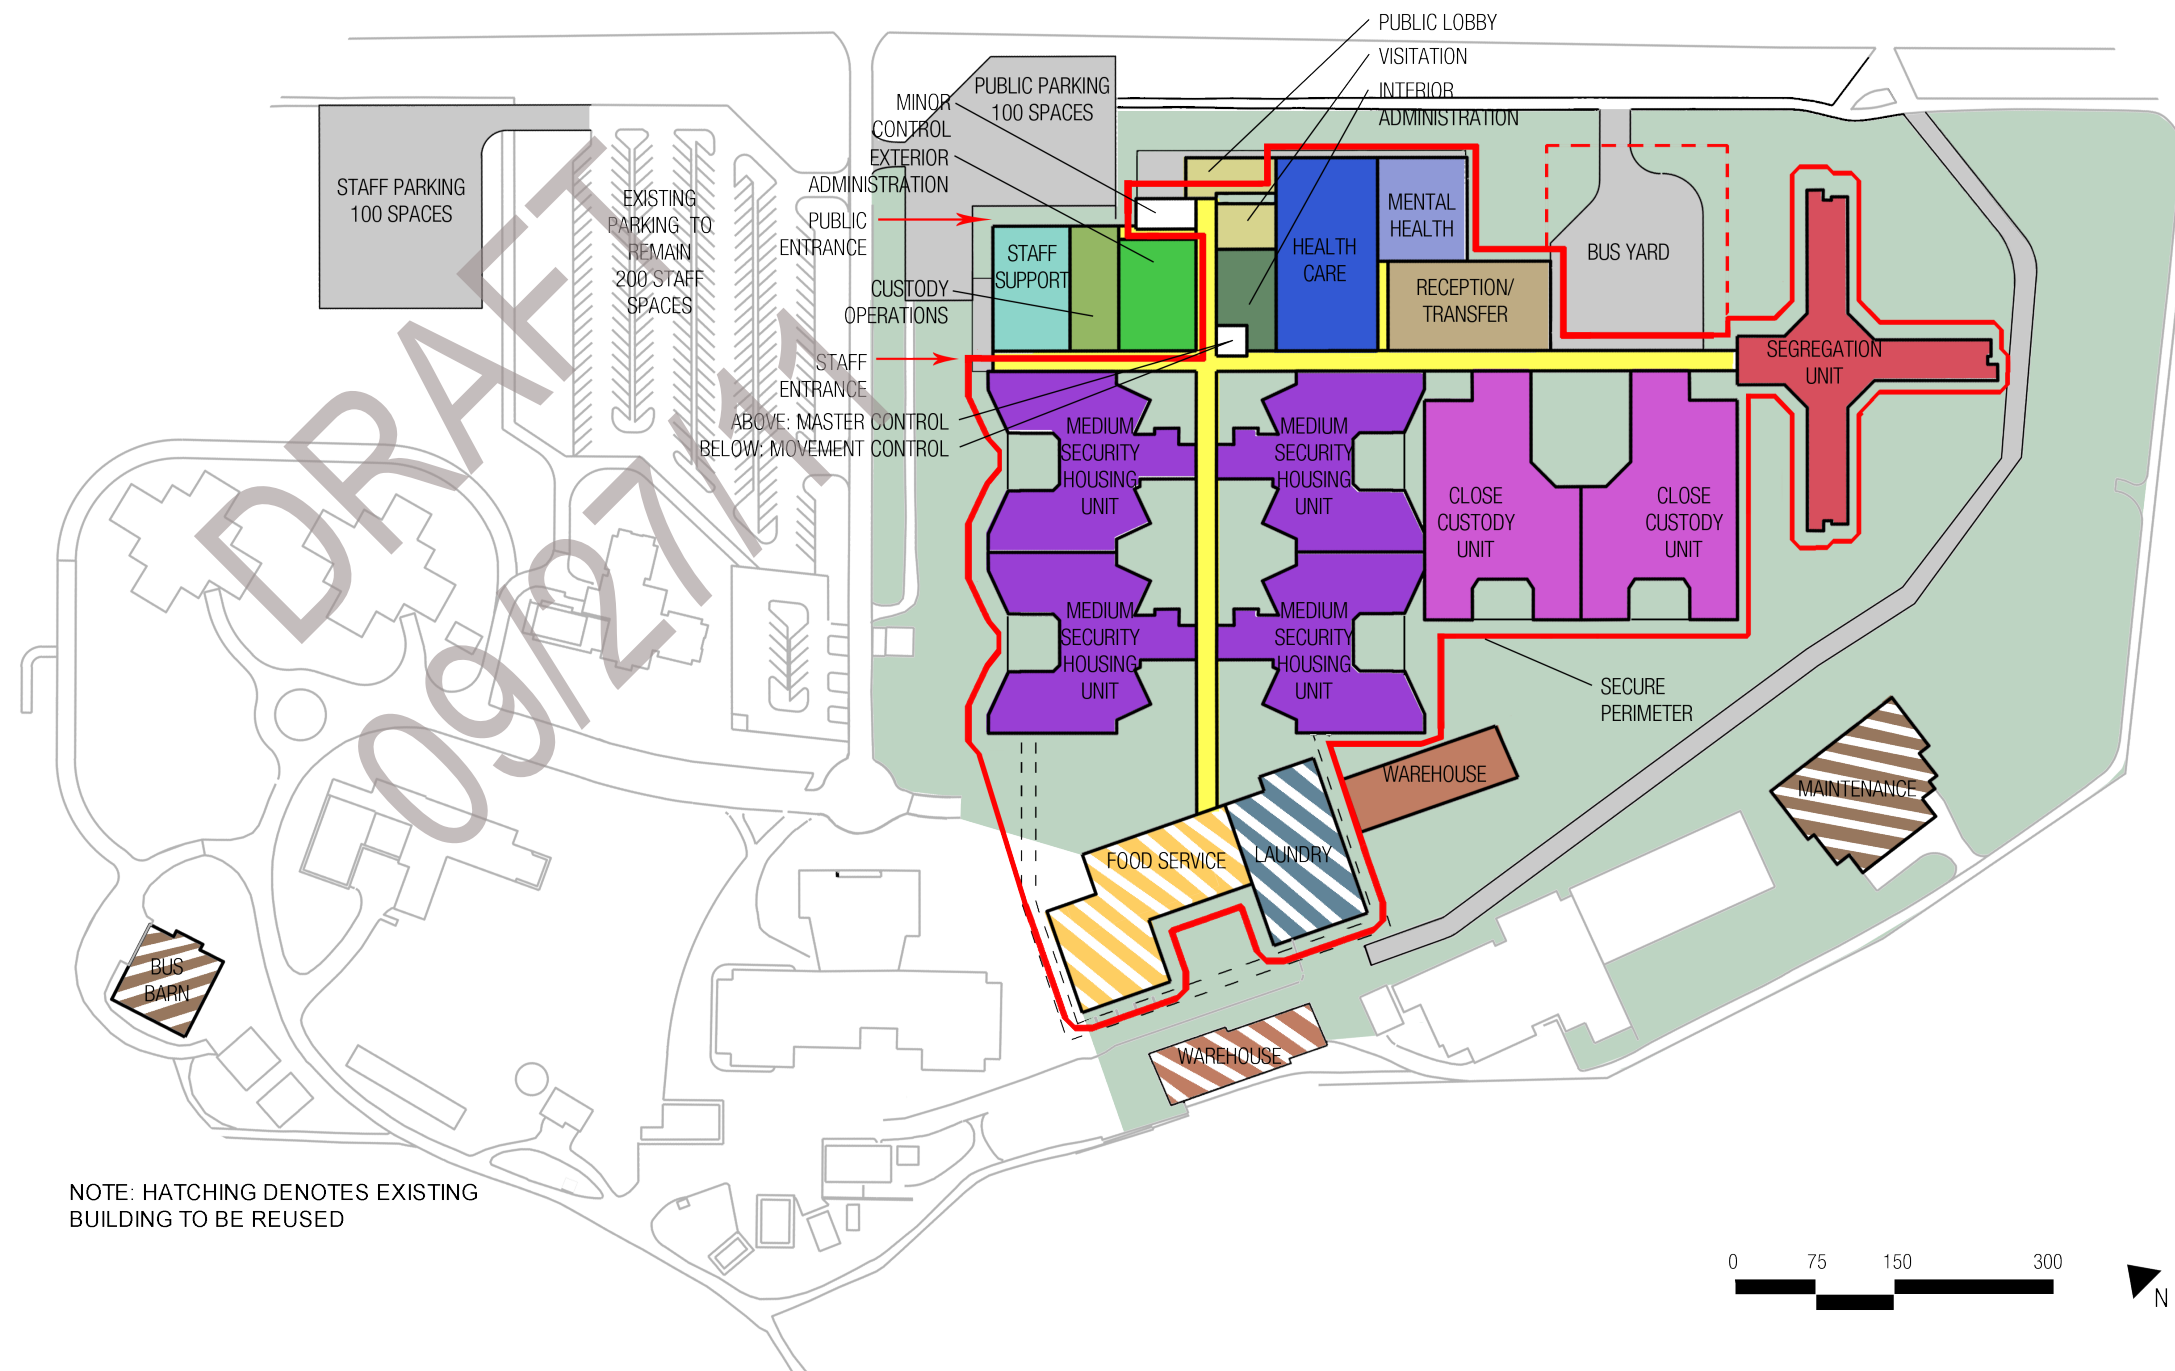 PUBLIC LOBBY
VISITATION
INTERIOR
ADMINISTRATION
PUBLIC PARKING
100 SPACES
MINOR
CONTROL
EXTERIOR
ADMINISTRATION
PUBLIC
ENTRANCE
CUSTODY
OPERATIONS
STAFF
ENTRANCE
ABOVE: MASTER CONTROL
BELOW: MOVEMENT CONTROL
STAFF PARKING
100 SPACES
EXISTING
PARKING TO
REMAIN
200 STAFF
SPACES
DRAFT
09/27/11
STAFF
SUPPORT
HEALTH
CARE
MENTAL
HEALTH
RECEPTION/
TRANSFER
BUS YARD
SEGREGATION
UNIT
MEDIUM
SECURITY
HOUSING
UNIT
MEDIUM
SECURITY
HOUSING
UNIT
CLOSE
CUSTODY
UNIT
CLOSE
CUSTODY
UNIT
MEDIUM
SECURITY
HOUSING
UNIT
MEDIUM
SECURITY
HOUSING
UNIT
SECURE
PERIMETER
WAREHOUSE
MAINTENANCE
FOOD SERVICE
LAUNDRY
BUS
BARN
WAREHOUSE
NOTE: HATCHING DENOTES EXISTING
BUILDING TO BE REUSED
0 75 150 300
N